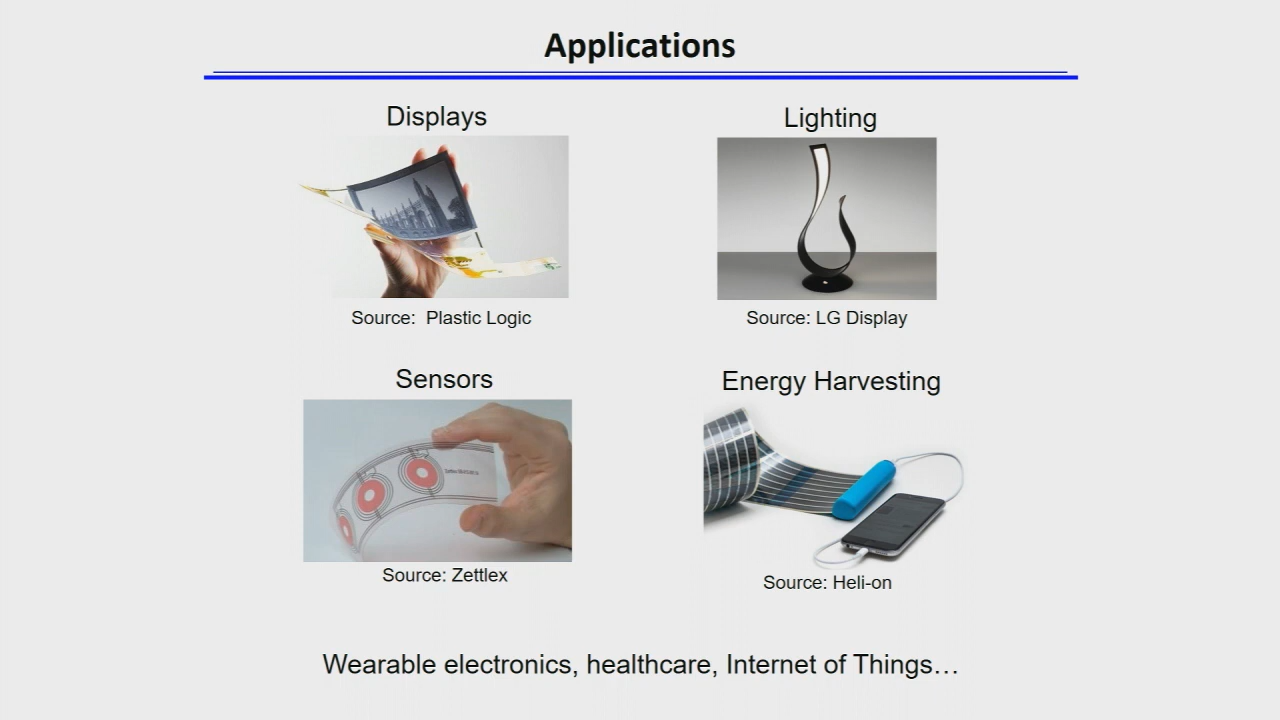 Applications
Displays
Lighting
Source: Plastic Logic
Source: LG Display
Sensors
Energy Harvesting
Source: Zettlex
Source: Heli-on
Wearable electronics, healthcare, Internet of Things…